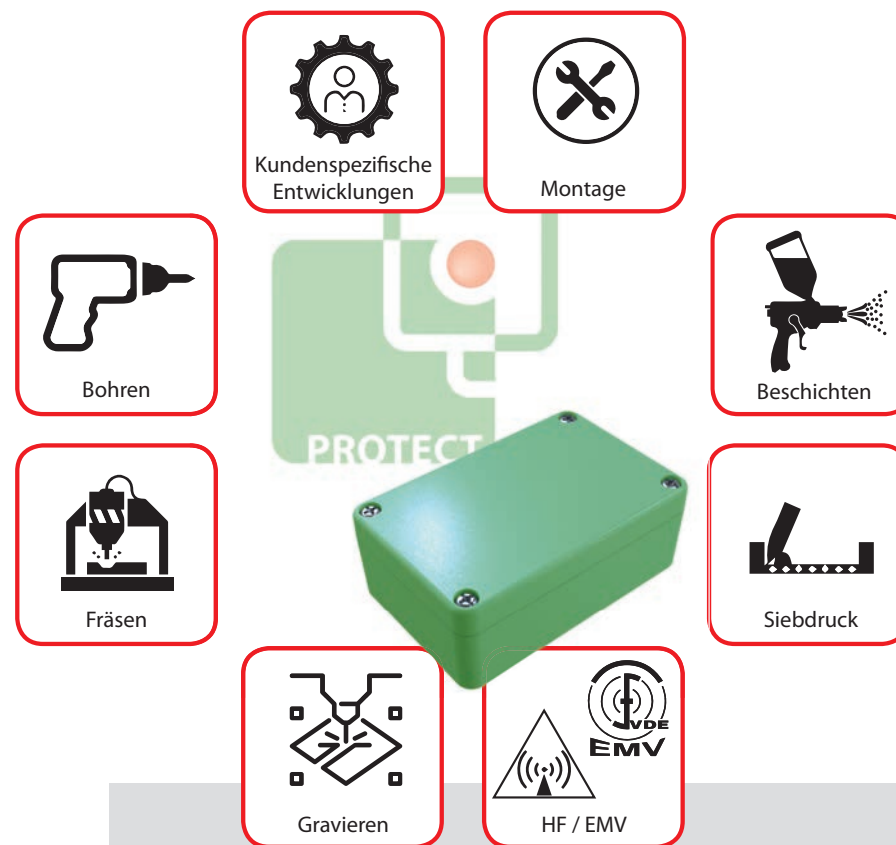 Kundenspezifische
Entwicklungen
Montage
Bohren
Beschichten
PROTECT
Fräsen
Siebdruck
VDE
EMV
Gravieren
HF / EMV